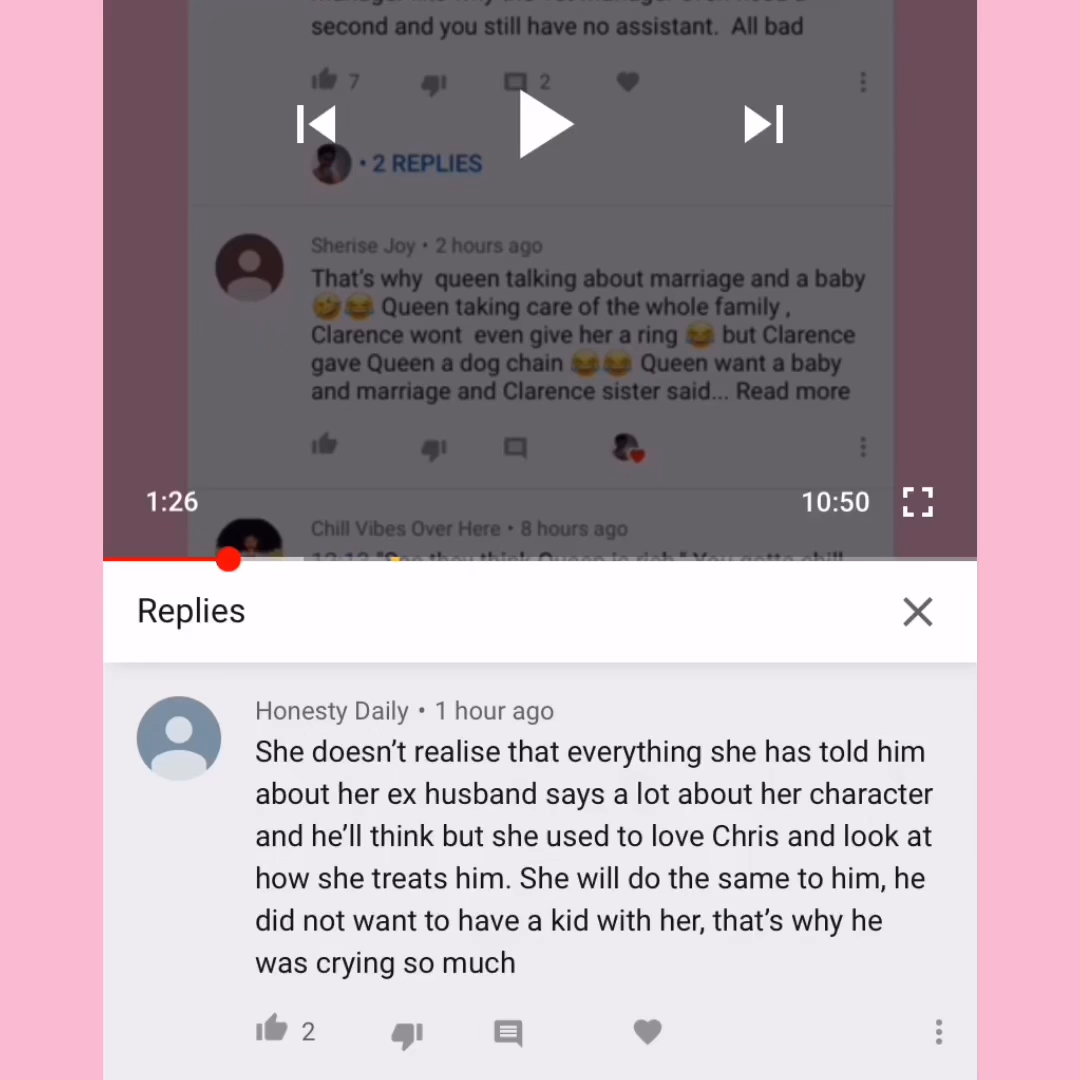 second and you still have no assistant. All bad
7
2
• 2 REPLIES
Sherise Joy • 2 hours ago
That's why queen talking about marriage and a baby
🤣😂 Queen taking care of the whole family ,
Clarence wont even give her a ring 😂 but Clarence
gave Queen a dog chain 😂😂 Queen want a baby
and marriage and Clarence sister said... Read more
1:26
10:50
Chill Vibes Over Here • 8 hours ago
Replies
Honesty Daily • 1 hour ago
She doesn't realise that everything she has told him
about her ex husband says a lot about her character
and he'll think but she used to love Chris and look at
how she treats him. She will do the same to him, he
did not want to have a kid with her, that's why he
was crying so much
2